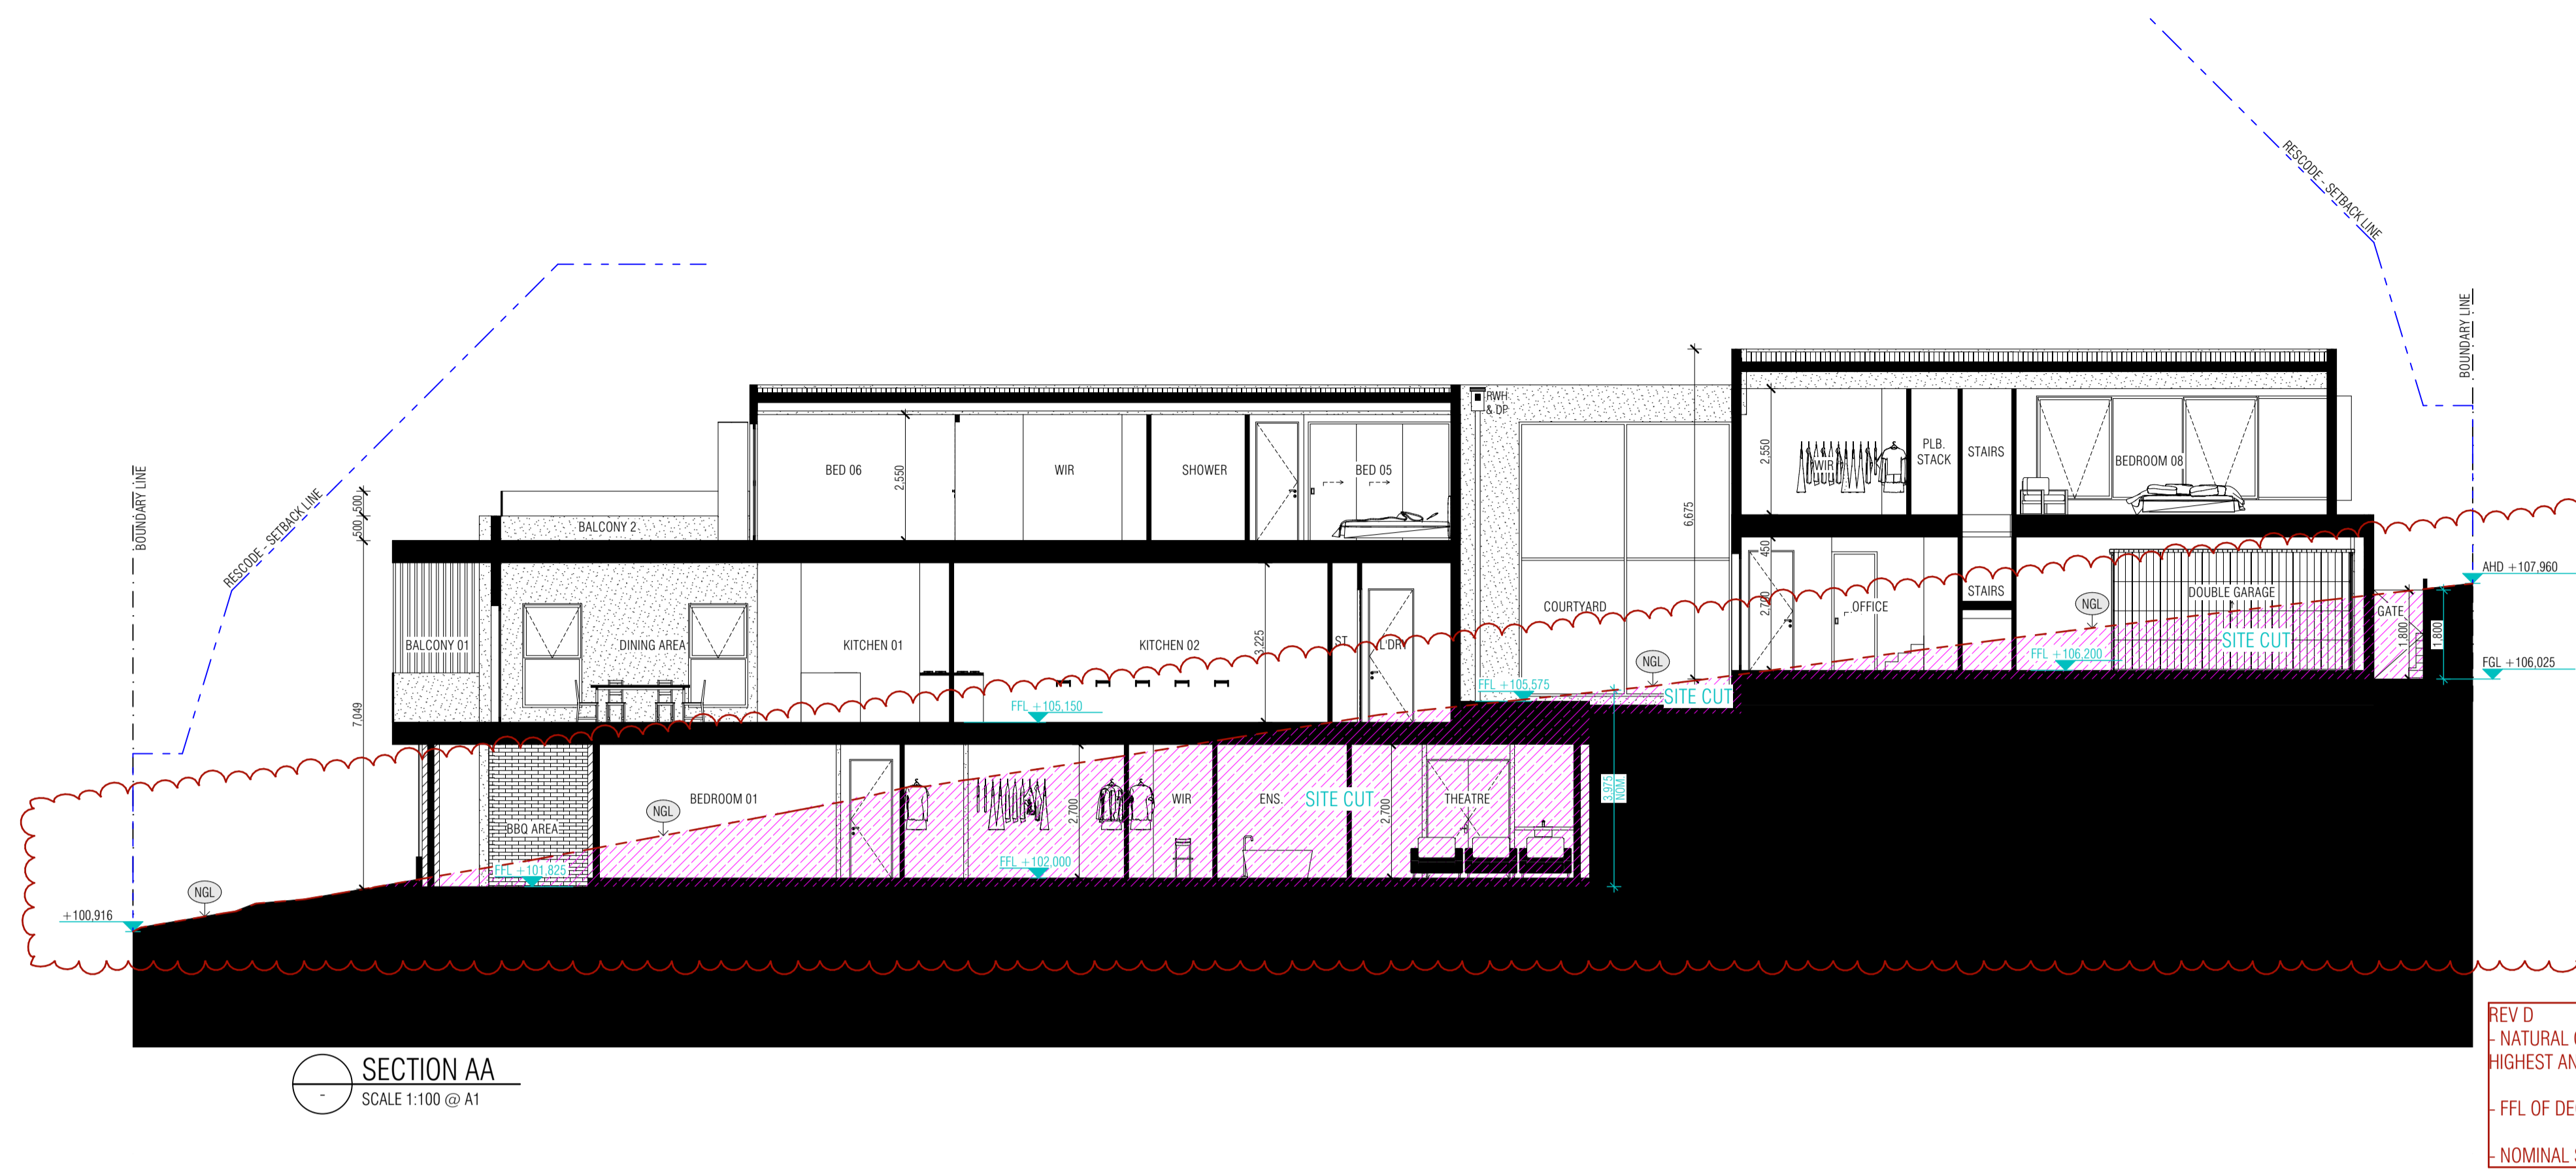 RESCODE - SETBACK LINE
BOUNDARY LINE
RESCODE - SETBACK LINE
BOUNDARY LINE
RWH
& DP
BED 06
2,550
WIR
SHOWER
BED 05
2,550
WIR
PLB.
STACK
STAIRS
BEDROOM 08
500
500
BALCONY 2
6,675
450
AHD +107,960
BALCONY 01
DINING AREA
KITCHEN 01
KITCHEN 02
3,225
ST.
L'DRY
COURTYARD
2,700
OFFICE
STAIRS
NGL
DOUBLE GARAGE
SITE CUT
GATE
1,800
1,800
FFL +106,200
FGL +106,025
NGL
FFL +105,575
SITE CUT
FFL +105,150
7,049
BEDROOM 01
NGL
BBQ AREA
2,700
WIR
ENS.
SITE CUT
2,700
THEATRE
3,975
NOM
FFL +101,825
FFL +102,000
NGL
+100,916
SECTION AA
-
SCALE 1:100 @ A1
REV D
- NATURAL
HIGHEST AN
- FFL OF DE
- NOMINAL